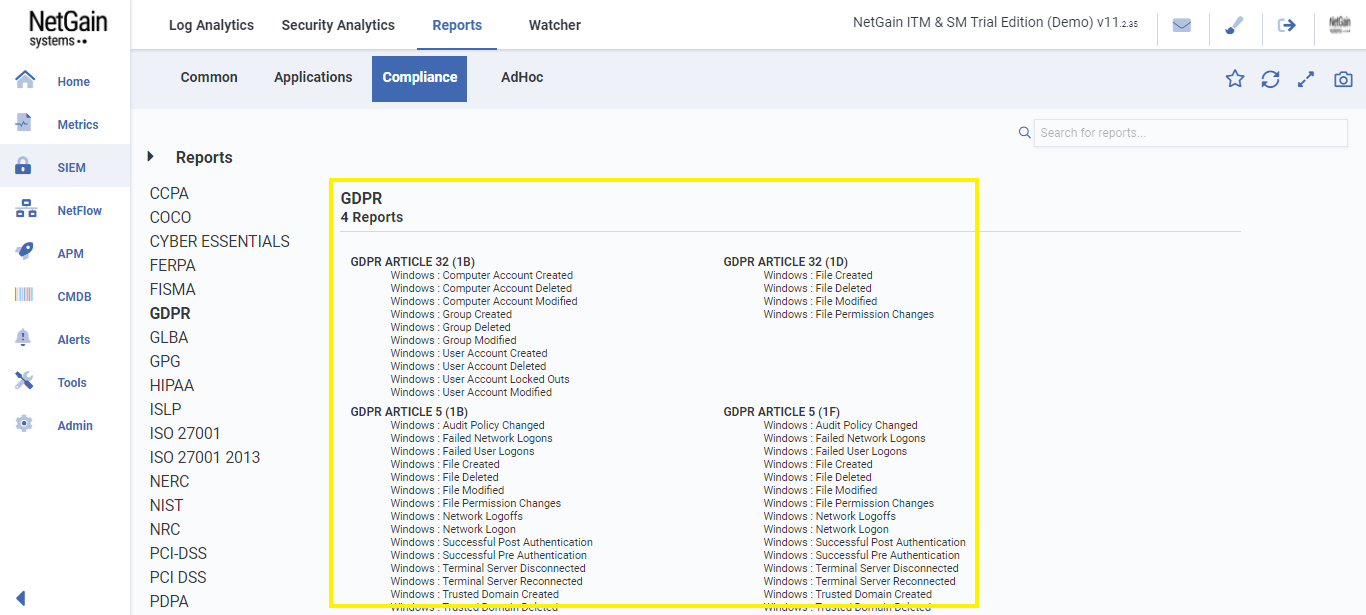 NetGain
systems
Log Analytics
Security Analytics
Reports
Watcher
NetGain ITM & SM Trial Edition (Demo) v11.2.35
NetGain
systems
Home
Metrics
SIEM
NetFlow
APM
CMDB
Alerts
Tools
Admin
Common
Applications
Compliance
AdHoc
Search for reports...
Reports
CCPA
COCO
CYBER ESSENTIALS
FERPA
FISMA
GDPR
GLBA
GPG
HIPAA
ISLP
ISO 27001
ISO 27001 2013
NERC
NIST
NRC
PCI-DSS
PCI DSS
PDPA
GDPR
4 Reports
GDPR ARTICLE 32 (1B)
Windows : Computer Account Created
Windows : Computer Account Deleted
Windows : Computer Account Modified
Windows : Group Created
Windows : Group Deleted
Windows : Group Modified
Windows : User Account Created
Windows : User Account Deleted
Windows : User Account Locked Outs
Windows : User Account Modified
GDPR ARTICLE 32 (1D)
Windows : File Created
Windows : File Deleted
Windows : File Modified
Windows : File Permission Changes
GDPR ARTICLE 5 (1B)
Windows : Audit Policy Changed
Windows : Failed Network Logons
Windows : Failed User Logons
Windows : File Created
Windows : File Deleted
Windows : File Modified
Windows : File Permission Changes
Windows : Network Logoffs
Windows : Network Logon
Windows : Successful Post Authentication
Windows : Successful Pre Authentication
Windows : Terminal Server Disconnected
Windows : Terminal Server Reconnected
Windows : Trusted Domain Created
Windows : Trusted Domain Deleted
GDPR ARTICLE 5 (1F)
Windows : Audit Policy Changed
Windows : Failed Network Logons
Windows : Failed User Logons
Windows : File Created
Windows : File Deleted
Windows : File Modified
Windows : File Permission Changes
Windows : Network Logoffs
Windows : Network Logon
Windows : Successful Post Authentication
Windows : Successful Pre Authentication
Windows : Terminal Server Disconnected
Windows : Terminal Server Reconnected
Windows : Trusted Domain Created
Windows : Trusted Domain Deleted